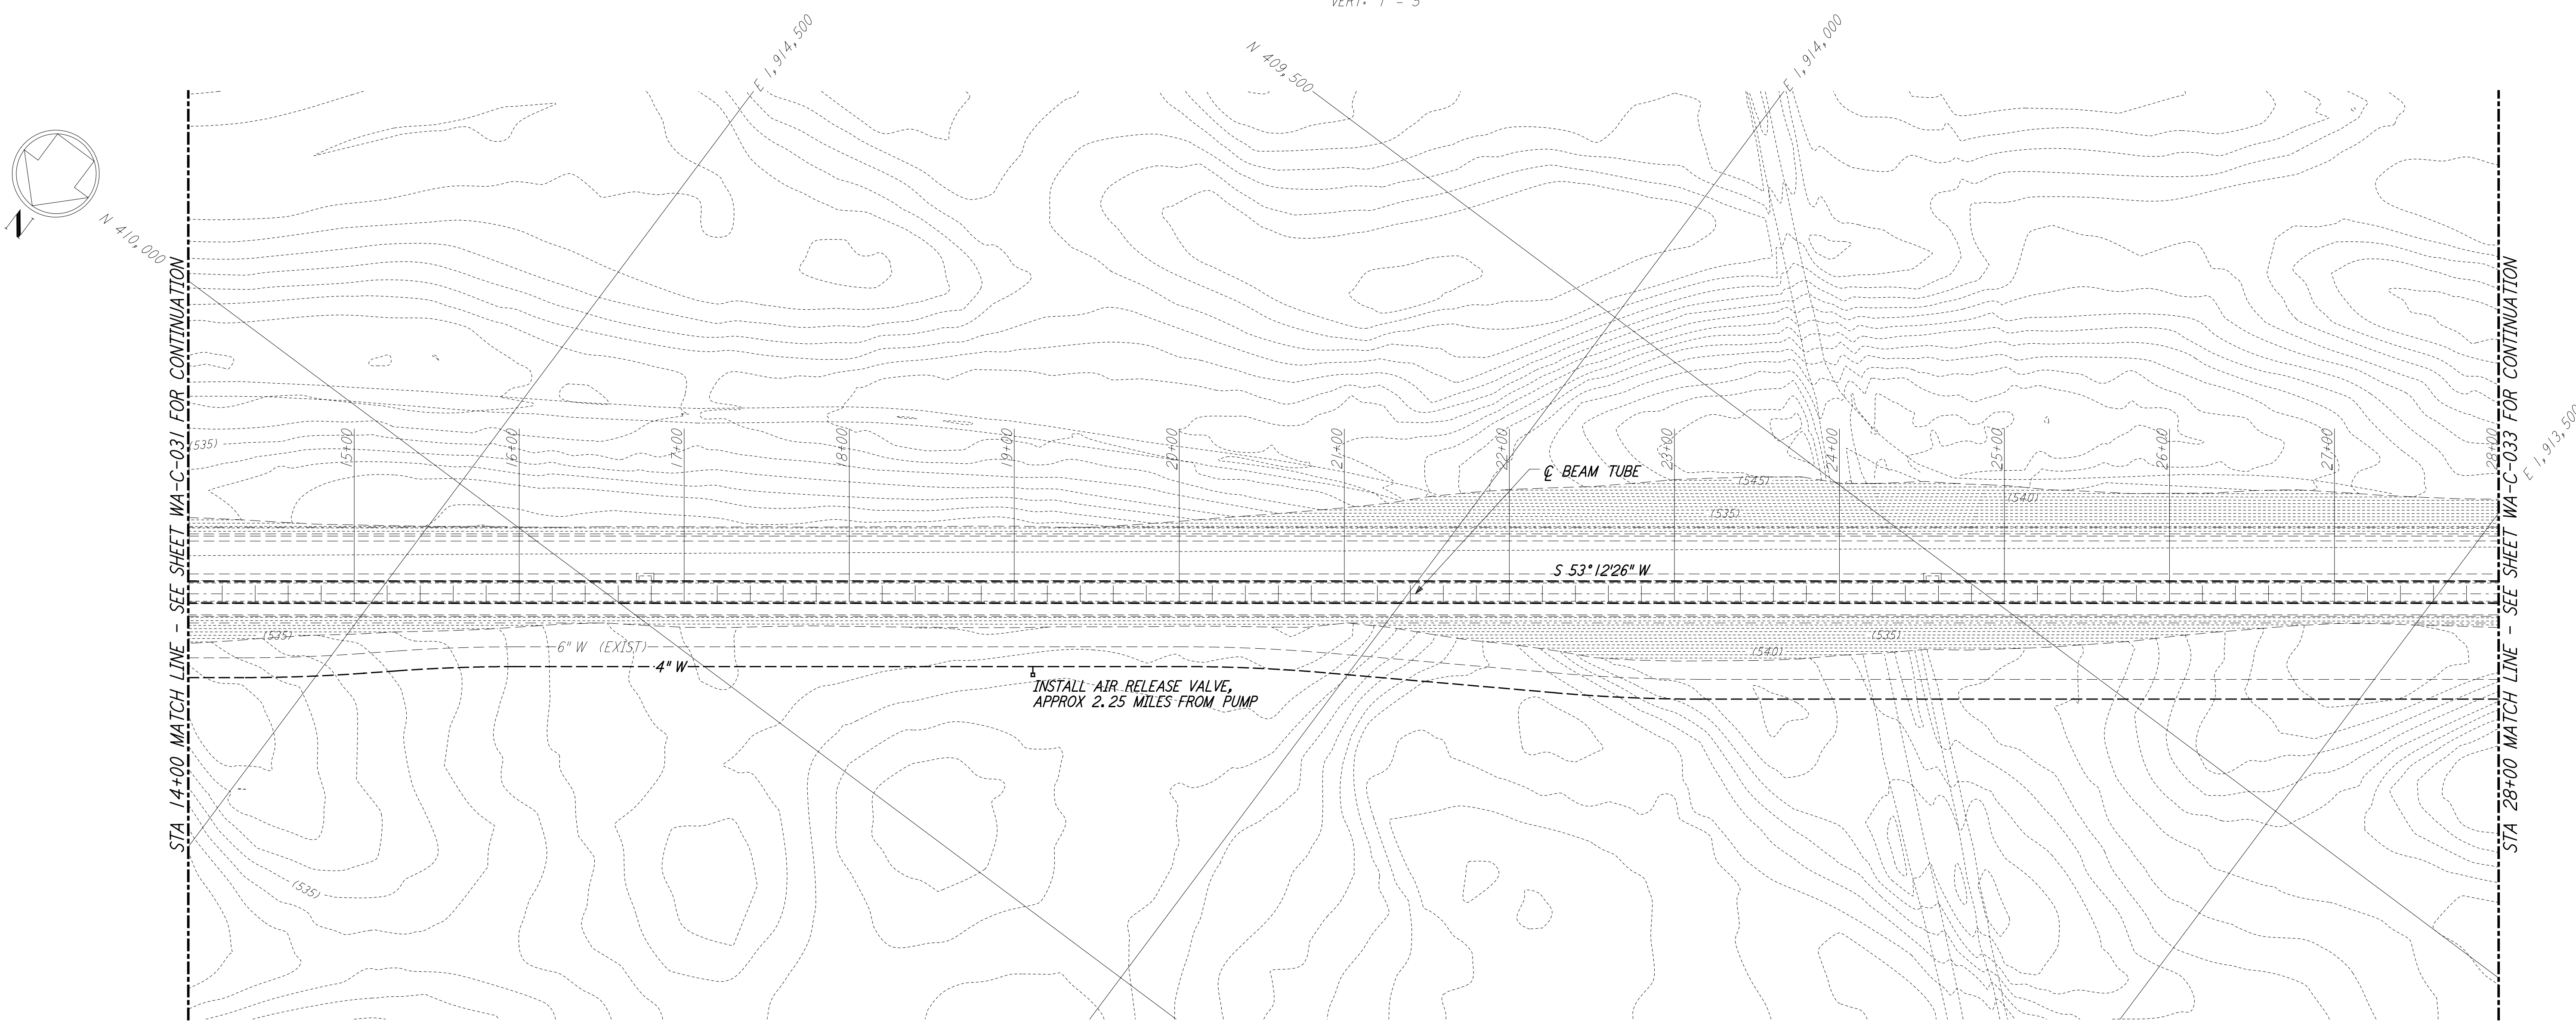 VERT. 1" = 5'
E 1,914,500
N 409,500
E 1,914,000
N
N 410,000
STA 14+00 MATCH LINE - SEE SHEET WA-C-031 FOR CONTINUATION
(535)
15+00
16+00
17+00
18+00
19+00
20+00
21+00
22+00
23+00
24+00
25+00
26+00
27+00
28+00
E 1,913,500
STA 28+00 MATCH LINE - SEE SHEET WA-C-033 FOR CONTINUATION
℄ BEAM TUBE
(545)
(540)
(535)
S 53°12'26" W
(535)
6" W (EXIST)
4" W
(535)
(540)
INSTALL AIR RELEASE VALVE,
APPROX 2.25 MILES FROM PUMP
(535)